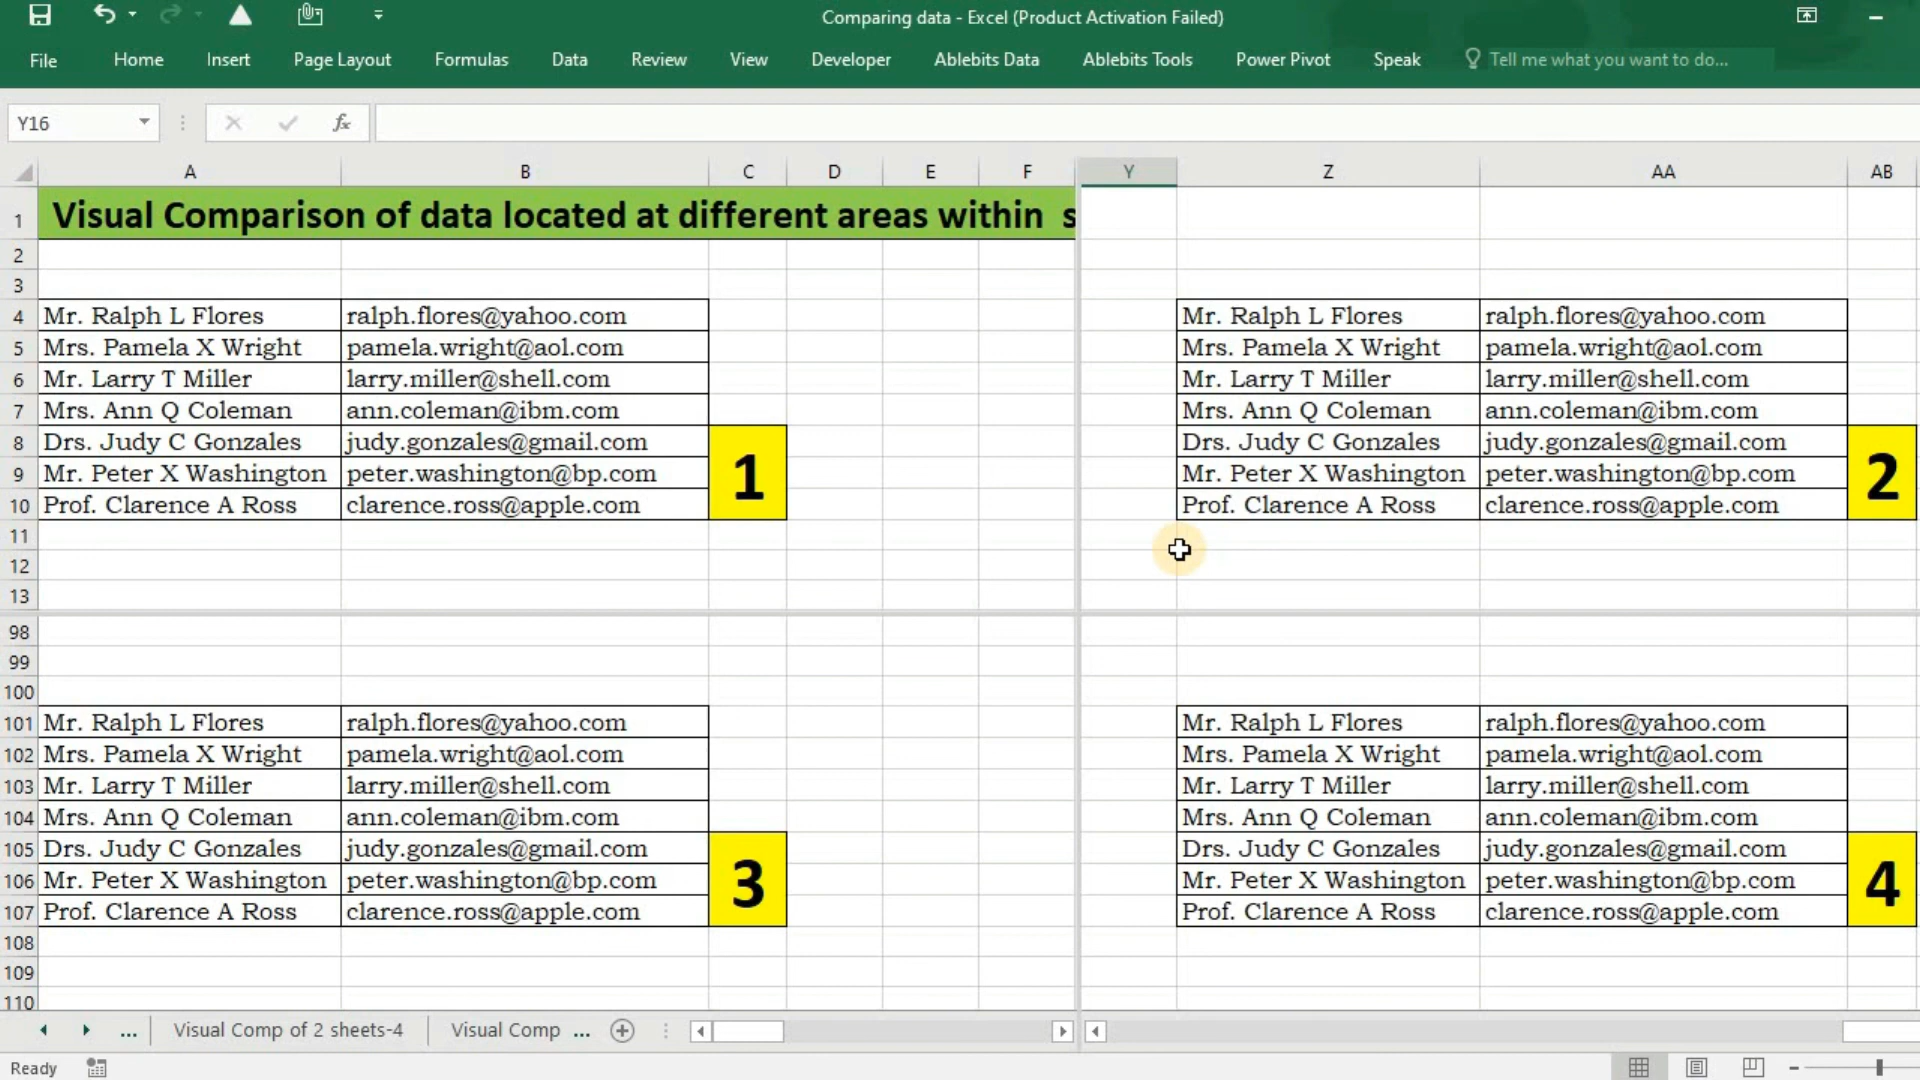 Comparing data - Excel (Product Activation Failed)
File Home Insert Page Layout Formulas Data Review View Developer Ablebits Data Ablebits Tools Power Pivot Speak Tell me what you want to do...
Y16 fx
A B C D E F Y Z AA AB
1 Visual Comparison of data located at different areas within s
2
3
4 Mr. Ralph L Flores ralph.flores@yahoo.com Mr. Ralph L Flores ralph.flores@yahoo.com
5 Mrs. Pamela X Wright pamela.wright@aol.com Mrs. Pamela X Wright pamela.wright@aol.com
6 Mr. Larry T Miller larry.miller@shell.com Mr. Larry T Miller larry.miller@shell.com
7 Mrs. Ann Q Coleman ann.coleman@ibm.com Mrs. Ann Q Coleman ann.coleman@ibm.com
8 Drs. Judy C Gonzales judy.gonzales@gmail.com Drs. Judy C Gonzales judy.gonzales@gmail.com
9 Mr. Peter X Washington peter.washington@bp.com 1 Mr. Peter X Washington peter.washington@bp.com 2
10 Prof. Clarence A Ross clarence.ross@apple.com Prof. Clarence A Ross clarence.ross@apple.com
11
12
13
98
99
100
101 Mr. Ralph L Flores ralph.flores@yahoo.com Mr. Ralph L Flores ralph.flores@yahoo.com
102 Mrs. Pamela X Wright pamela.wright@aol.com Mrs. Pamela X Wright pamela.wright@aol.com
103 Mr. Larry T Miller larry.miller@shell.com Mr. Larry T Miller larry.miller@shell.com
104 Mrs. Ann Q Coleman ann.coleman@ibm.com Mrs. Ann Q Coleman ann.coleman@ibm.com
105 Drs. Judy C Gonzales judy.gonzales@gmail.com Drs. Judy C Gonzales judy.gonzales@gmail.com
106 Mr. Peter X Washington peter.washington@bp.com 3 Mr. Peter X Washington peter.washington@bp.com 4
107 Prof. Clarence A Ross clarence.ross@apple.com Prof. Clarence A Ross clarence.ross@apple.com
108
109
110
... Visual Comp of 2 sheets-4 Visual Comp ...
Ready